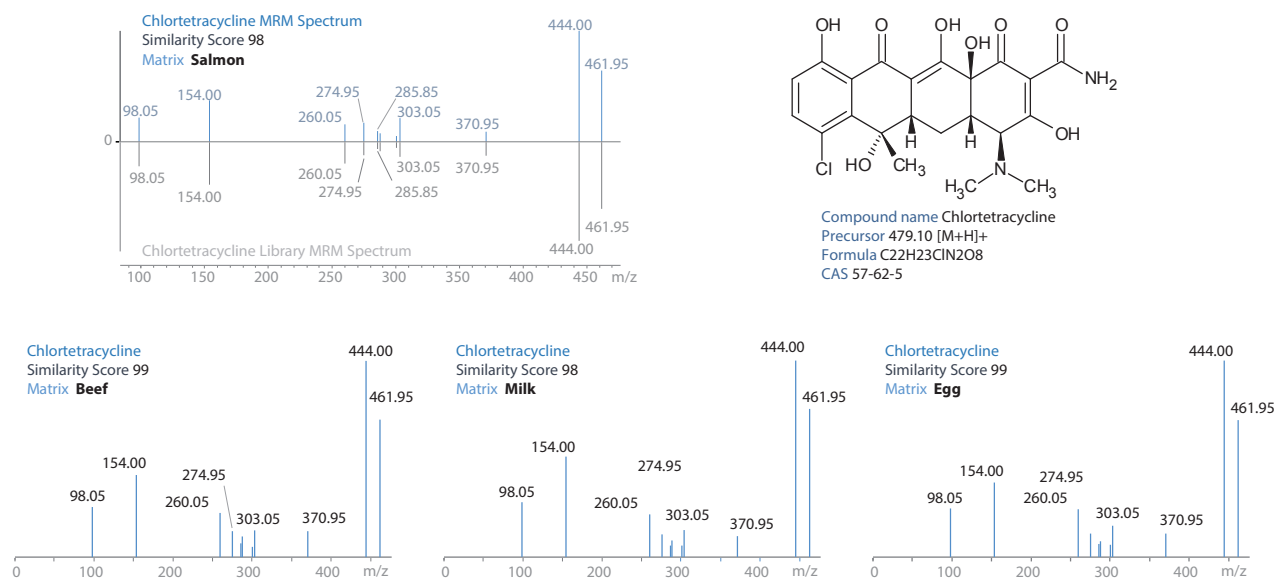 Chlortetracycline MRM Spectrum
Similarity Score 98
Matrix Salmon
444.00
461.95
274.95
285.85
154.00
98.05
260.05
303.05
370.95
0
98.05
154.00
260.05
274.95
285.85
303.05
370.95
461.95
444.00
Chlortetracycline Library MRM Spectrum
100 150 200 250 300 350 400 450 m/z
OH O OH OH O O
NH2
OH
HO CH3
H H
Cl
N
H3C CH3
Compound name Chlortetracycline
Precursor 479.10 [M+H]+
Formula C22H23ClN2O8
CAS 57-62-5
Chlortetracycline
Similarity Score 99
Matrix Beef
444.00
461.95
154.00
274.95
98.05
260.05
303.05
370.95
0 100 200 300 400 m/z
Chlortetracycline
Similarity Score 98
Matrix Milk
444.00
461.95
154.00
274.95
98.05
260.05
303.05
370.95
0 100 200 300 400 m/z
Chlortetracycline
Similarity Score 99
Matrix Egg
444.00
461.95
154.00
274.95
98.05
260.05
303.05
370.95
0 100 200 300 400 m/z